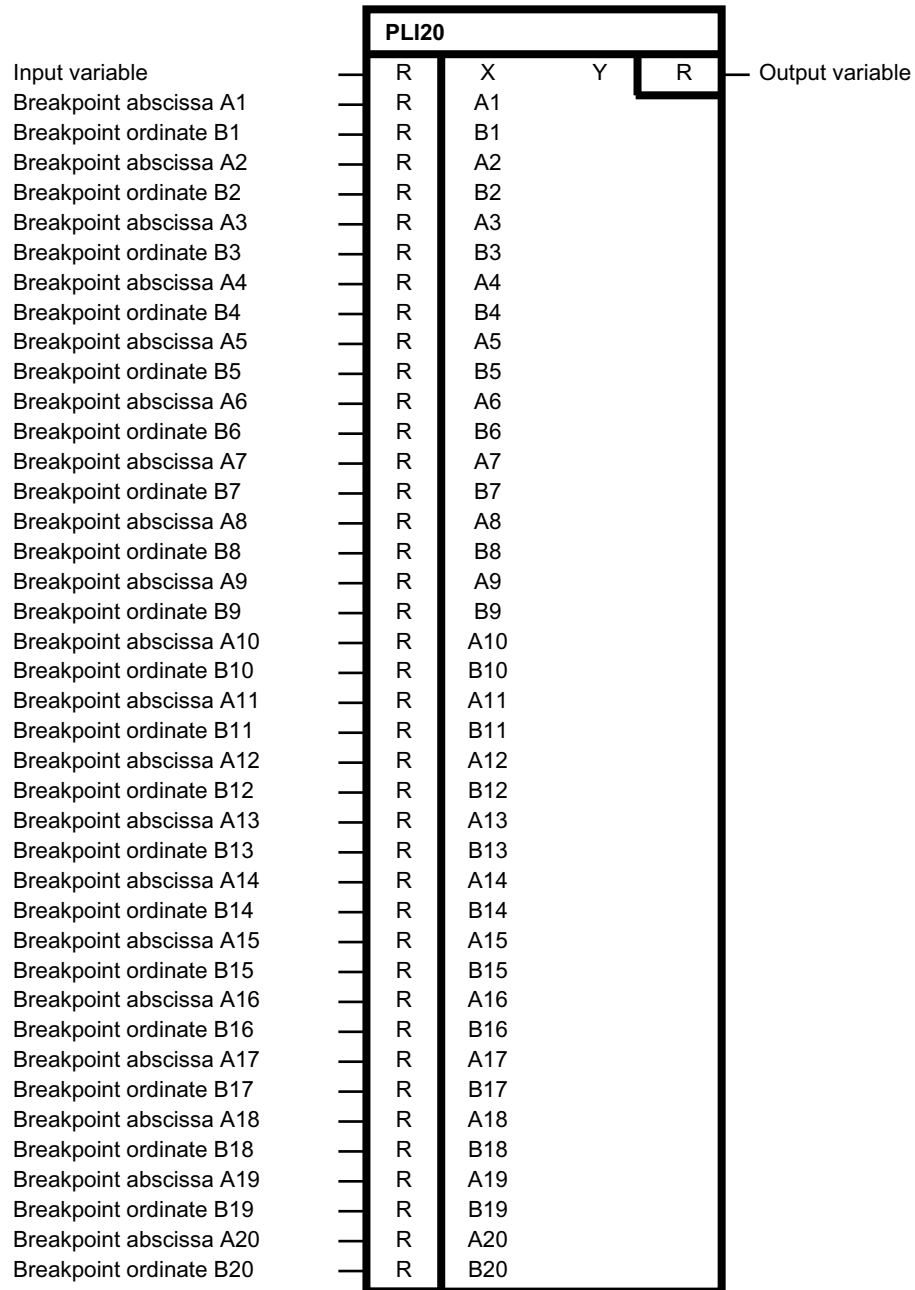 PLI20
Input variable R X Y R Output variable
Breakpoint abscissa A1 R A1
Breakpoint ordinate B1 R B1
Breakpoint abscissa A2 R A2
Breakpoint ordinate B2 R B2
Breakpoint abscissa A3 R A3
Breakpoint ordinate B3 R B3
Breakpoint abscissa A4 R A4
Breakpoint ordinate B4 R B4
Breakpoint abscissa A5 R A5
Breakpoint ordinate B5 R B5
Breakpoint abscissa A6 R A6
Breakpoint ordinate B6 R B6
Breakpoint abscissa A7 R A7
Breakpoint ordinate B7 R B7
Breakpoint abscissa A8 R A8
Breakpoint ordinate B8 R B8
Breakpoint abscissa A9 R A9
Breakpoint ordinate B9 R B9
Breakpoint abscissa A10 R A10
Breakpoint ordinate B10 R B10
Breakpoint abscissa A11 R A11
Breakpoint ordinate B11 R B11
Breakpoint abscissa A12 R A12
Breakpoint ordinate B12 R B12
Breakpoint abscissa A13 R A13
Breakpoint ordinate B13 R B13
Breakpoint abscissa A14 R A14
Breakpoint ordinate B14 R B14
Breakpoint abscissa A15 R A15
Breakpoint ordinate B15 R B15
Breakpoint abscissa A16 R A16
Breakpoint ordinate B16 R B16
Breakpoint abscissa A17 R A17
Breakpoint ordinate B17 R B17
Breakpoint abscissa A18 R A18
Breakpoint ordinate B18 R B18
Breakpoint abscissa A19 R A19
Breakpoint ordinate B19 R B19
Breakpoint abscissa A20 R A20
Breakpoint ordinate B20 R B20